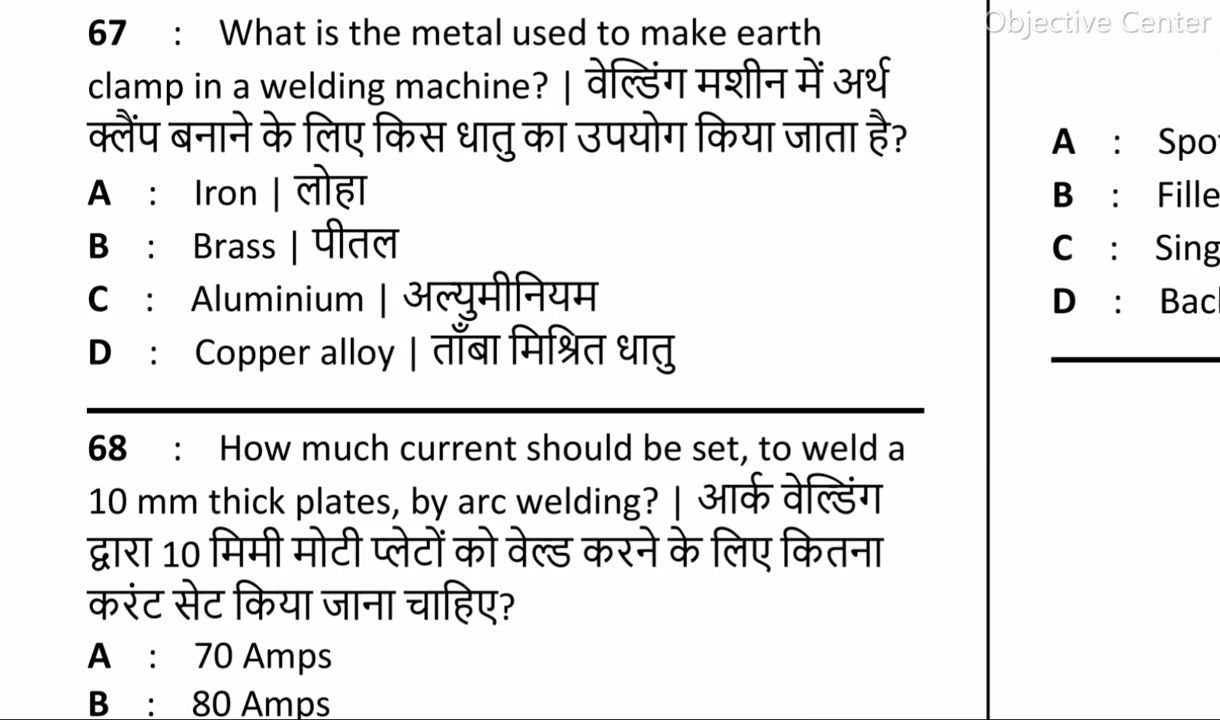 67 : What is the metal used to make earth
clamp in a welding machine? | वेल्डिंग मशीन में अर्थ
क्लैंप बनाने के लिए किस धातु का उपयोग किया जाता है?
A : Iron | लोहा
B : Brass | पीतल
C : Aluminium | अल्युमीनियम
D : Copper alloy | ताँबा मिश्रित धातु
68 : How much current should be set, to weld a
10 mm thick plates, by arc welding? | आर्क वेल्डिंग
द्वारा 10 मिमी मोटी प्लेटों को वेल्ड करने के लिए कितना
करंट सेट किया जाना चाहिए?
A : 70 Amps
B : 80 Amps
Objective Center
A : Spo
B : Fille
C : Sing
D : Bac